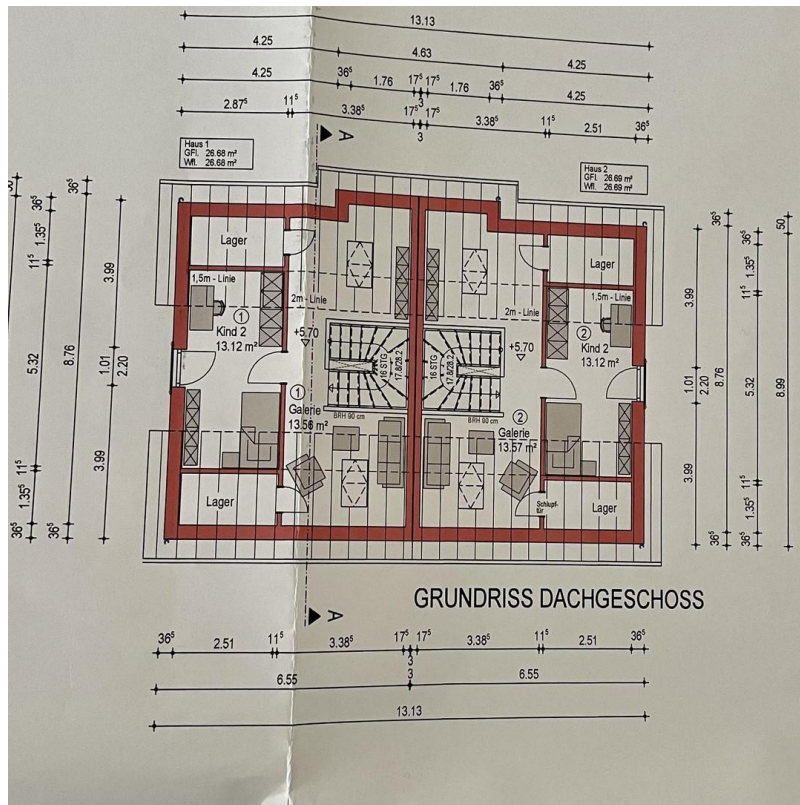 13.13
4.25 4.63 4.25
4.25 36⁵ 1.76 17⁵ 17⁵ 1.76 36⁵ 4.25
3
2.87⁵ 11⁵ 3.38⁵ 17⁵ 17⁵ 3.38⁵ 11⁵ 2.51 36⁵
3
A
Haus 1
GFl. 26.68 m²
Wfl. 26.68 m²
Haus 2
GFl. 26.69 m²
Wfl. 26.69 m²
50
36⁵ 1.35⁵ 11⁵ 5.32 11⁵ 1.35⁵ 36⁵
36⁵ 8.76 36⁵
3.99 1.01 2.20 3.99
Lager
1,5m - Linie
2m - Linie
1
Kind 2
13.12 m²
+5.70
16 STG
17.8/28.2
1
Galerie
13.56 m²
BRH 90 cm
Lager
Lager
1,5m - Linie
2m - Linie
2
Kind 2
13.12 m²
+5.70
16 STG
17.8/28.2
2
Galerie
13.57 m²
BRH 90 cm
Schlupf-
tür
Lager
3.99 1.01 2.20 3.99
36⁵ 8.76 36⁵
36⁵ 1.35⁵ 11⁵ 5.32 11⁵ 1.35⁵ 36⁵
50 8.99
GRUNDRISS DACHGESCHOSS
A
36⁵ 2.51 11⁵ 3.38⁵ 17⁵ 17⁵ 3.38⁵ 11⁵ 2.51 36⁵
3
3
6.55 6.55
13.13